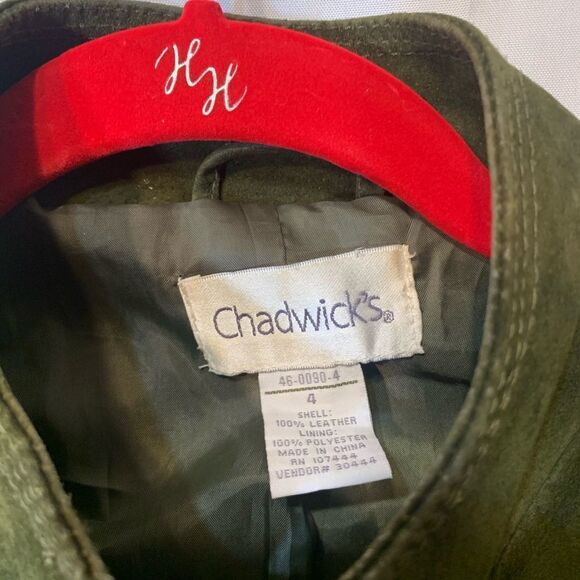 HH
Chadwick's®
46-0090-4
4
SHELL:
100% LEATHER
LINING:
100% POLYESTER
MADE IN CHINA
RN 107444
VENDOR# 30444